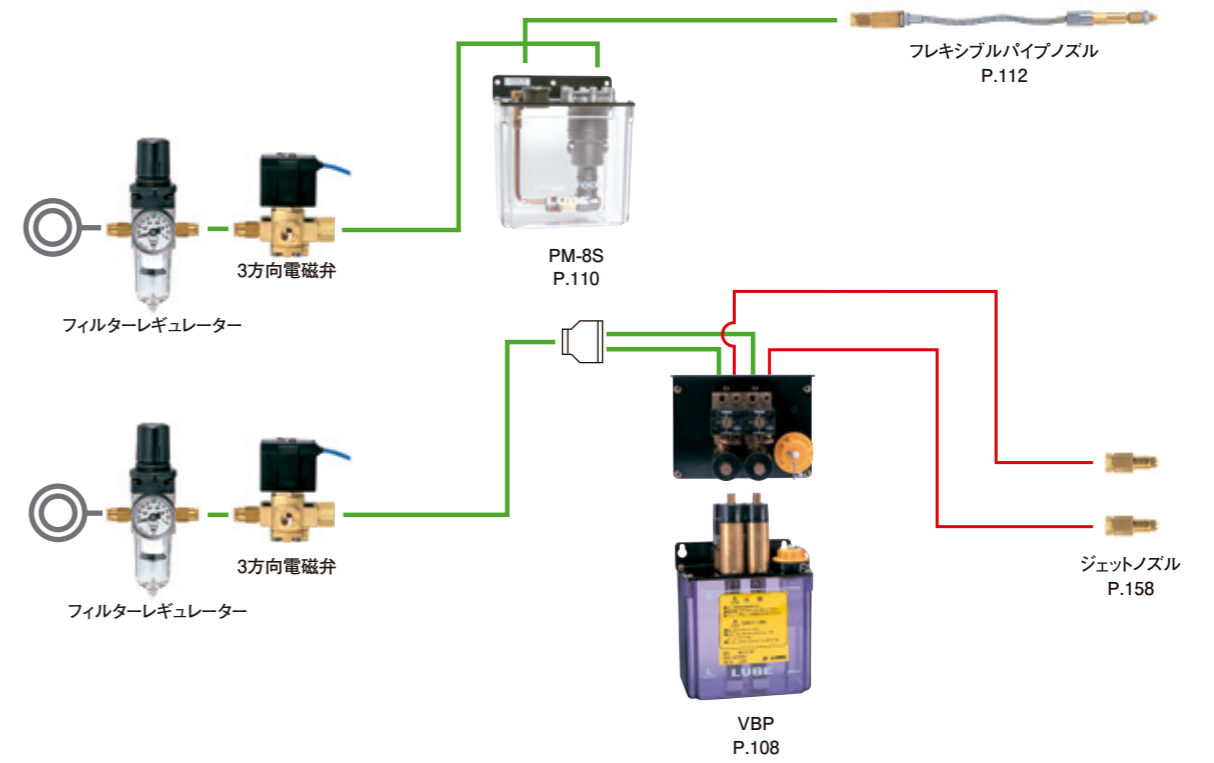 フレキシブルパイプノズル
P.112
LUBE
PM-8S
P.110
3方向電磁弁
フィルターレギュレーター
3方向電磁弁
フィルターレギュレーター
ジェットノズル
P.158
LUBE
VBP
P.108